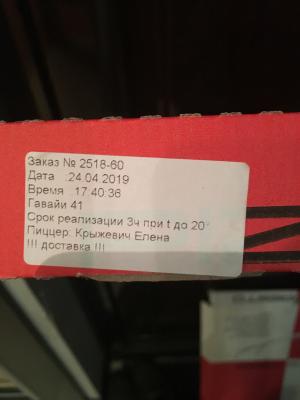 Заказ № 2518-60
Дата :24.04.2019
Время :17:40:36
Гавайи 41
Срок реализации 3ч при t до 20°
Пиццер: Крыжевич Елена
!!! доставка !!!